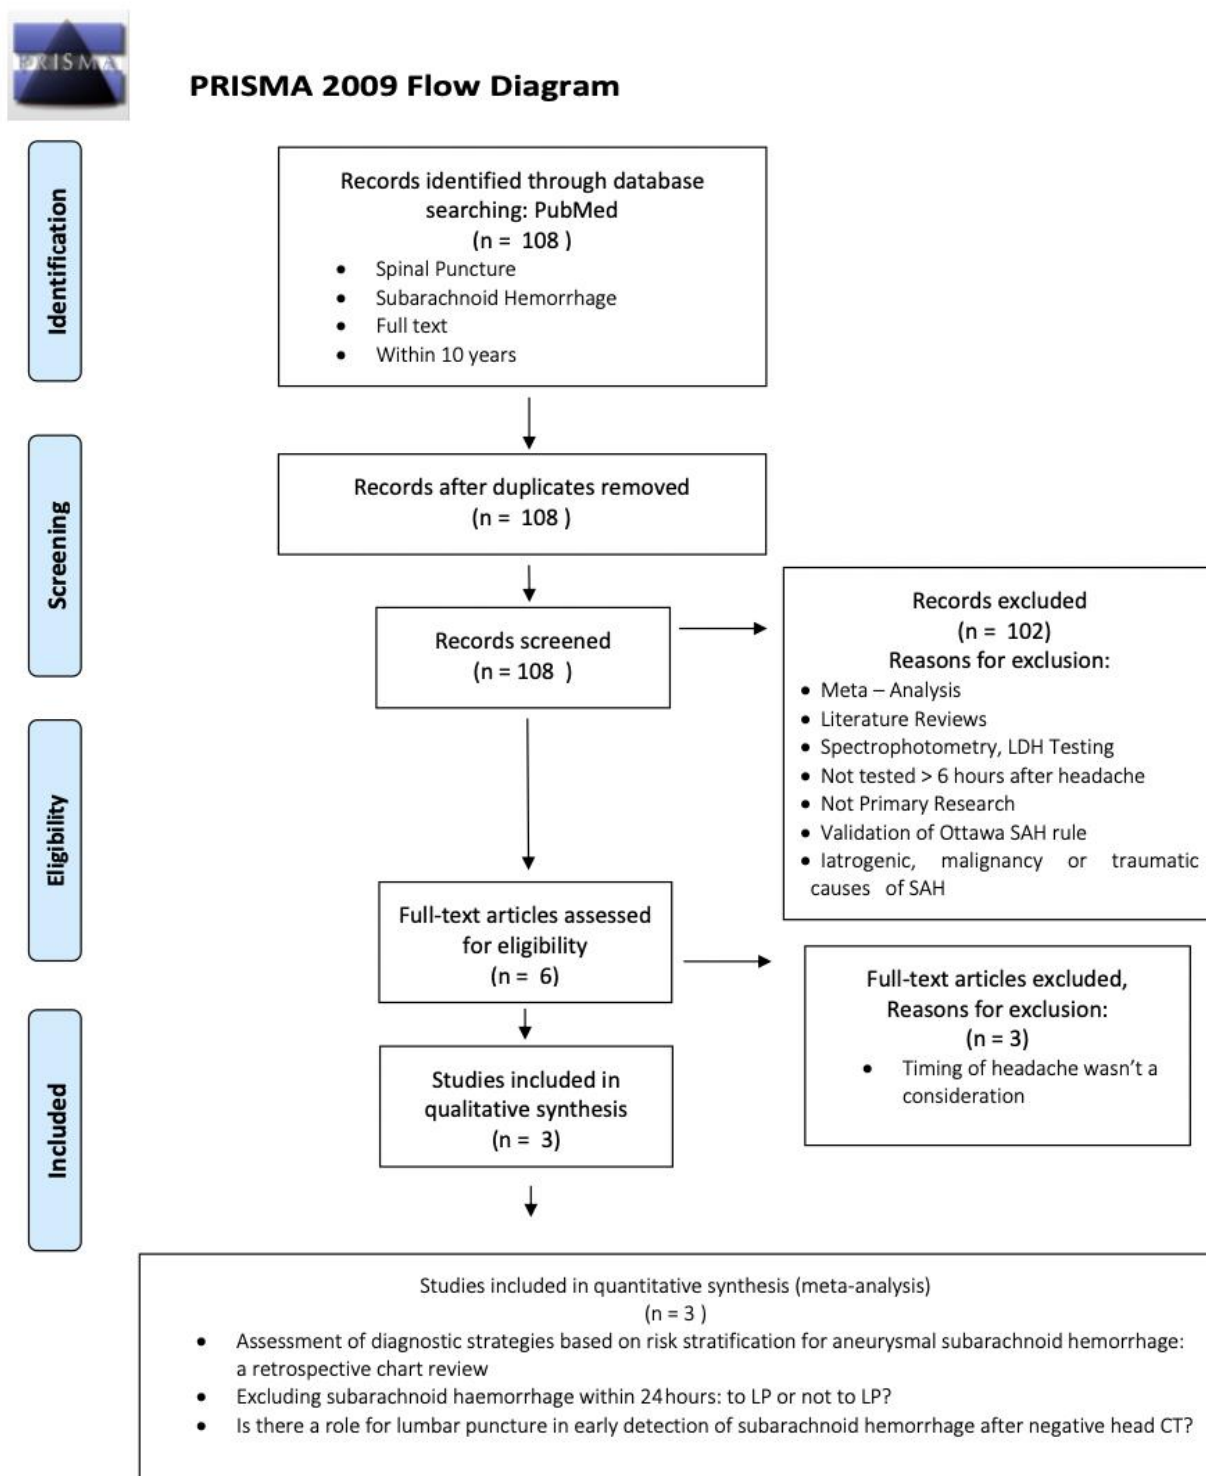 PRISMA
PRISMA 2009 Flow Diagram
Identification
Records identified through database
searching: PubMed
(n = 108 )
• Spinal Puncture
• Subarachnoid Hemorrhage
• Full text
• Within 10 years
Screening
Records after duplicates removed
(n = 108 )
Records screened
(n = 108 )
Records excluded
(n = 102)
Reasons for exclusion:
• Meta – Analysis
• Literature Reviews
• Spectrophotometry, LDH Testing
• Not tested > 6 hours after headache
• Not Primary Research
• Validation of Ottawa SAH rule
• Iatrogenic, malignancy or traumatic
causes of SAH
Eligibility
Full-text articles assessed
for eligibility
(n = 6)
Full-text articles excluded,
Reasons for exclusion:
(n = 3)
• Timing of headache wasn’t a
consideration
Included
Studies included in
qualitative synthesis
(n = 3)
Studies included in quantitative synthesis (meta-analysis)
(n = 3 )
• Assessment of diagnostic strategies based on risk stratification for aneurysmal subarachnoid hemorrhage:
a retrospective chart review
• Excluding subarachnoid haemorrhage within 24 hours: to LP or not to LP?
• Is there a role for lumbar puncture in early detection of subarachnoid hemorrhage after negative head CT?